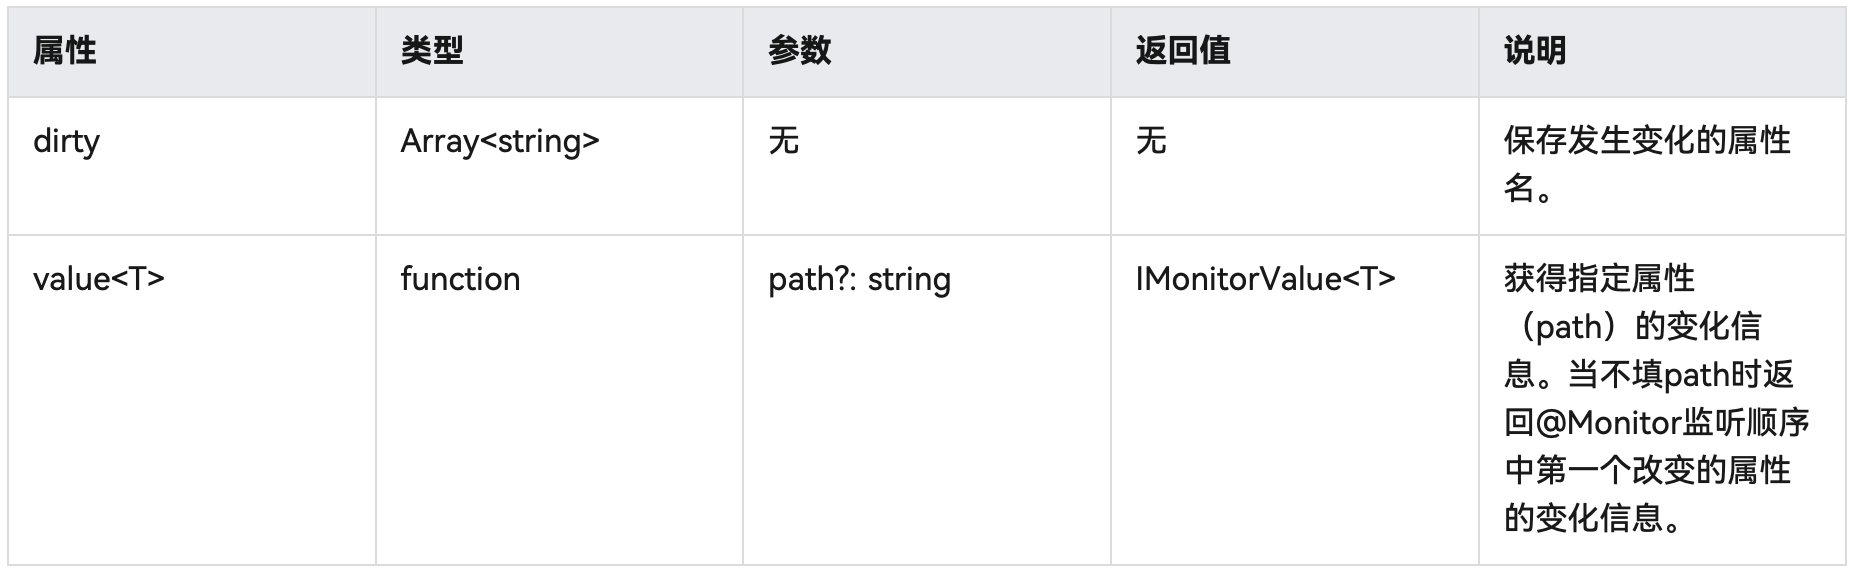 属性 类型 参数 返回值 说明
dirty Array<string> 无 无 保存发生变化的属性
名。
value<T> function path?: string IMonitorValue<T> 获得指定属性
（path）的变化信
息。当不填path时返
回@Monitor监听顺序
中第一个改变的属性
的变化信息。